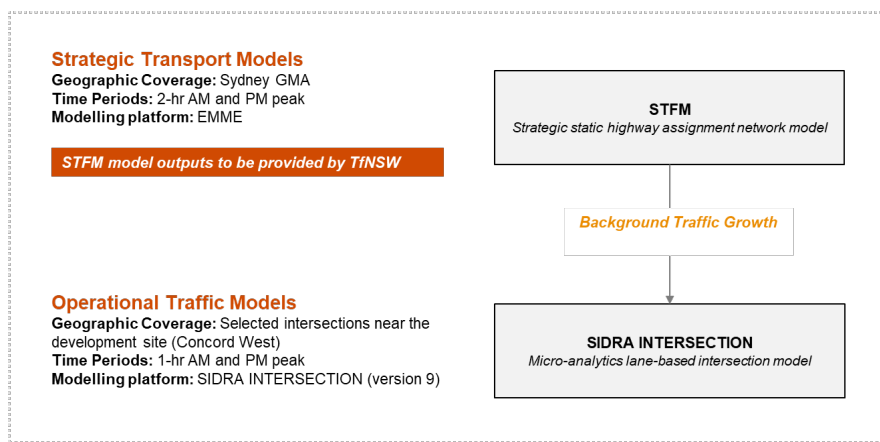 Strategic Transport Models
Geographic Coverage: Sydney GMA
Time Periods: 2-hr AM and PM peak
Modelling platform: EMME
STFM model outputs to be provided by TfNSW
STFM
Strategic static highway assignment network model
Background Traffic Growth
Operational Traffic Models
Geographic Coverage: Selected intersections near the
development site (Concord West)
Time Periods: 1-hr AM and PM peak
Modelling platform: SIDRA INTERSECTION (version 9)
SIDRA INTERSECTION
Micro-analytics lane-based intersection model